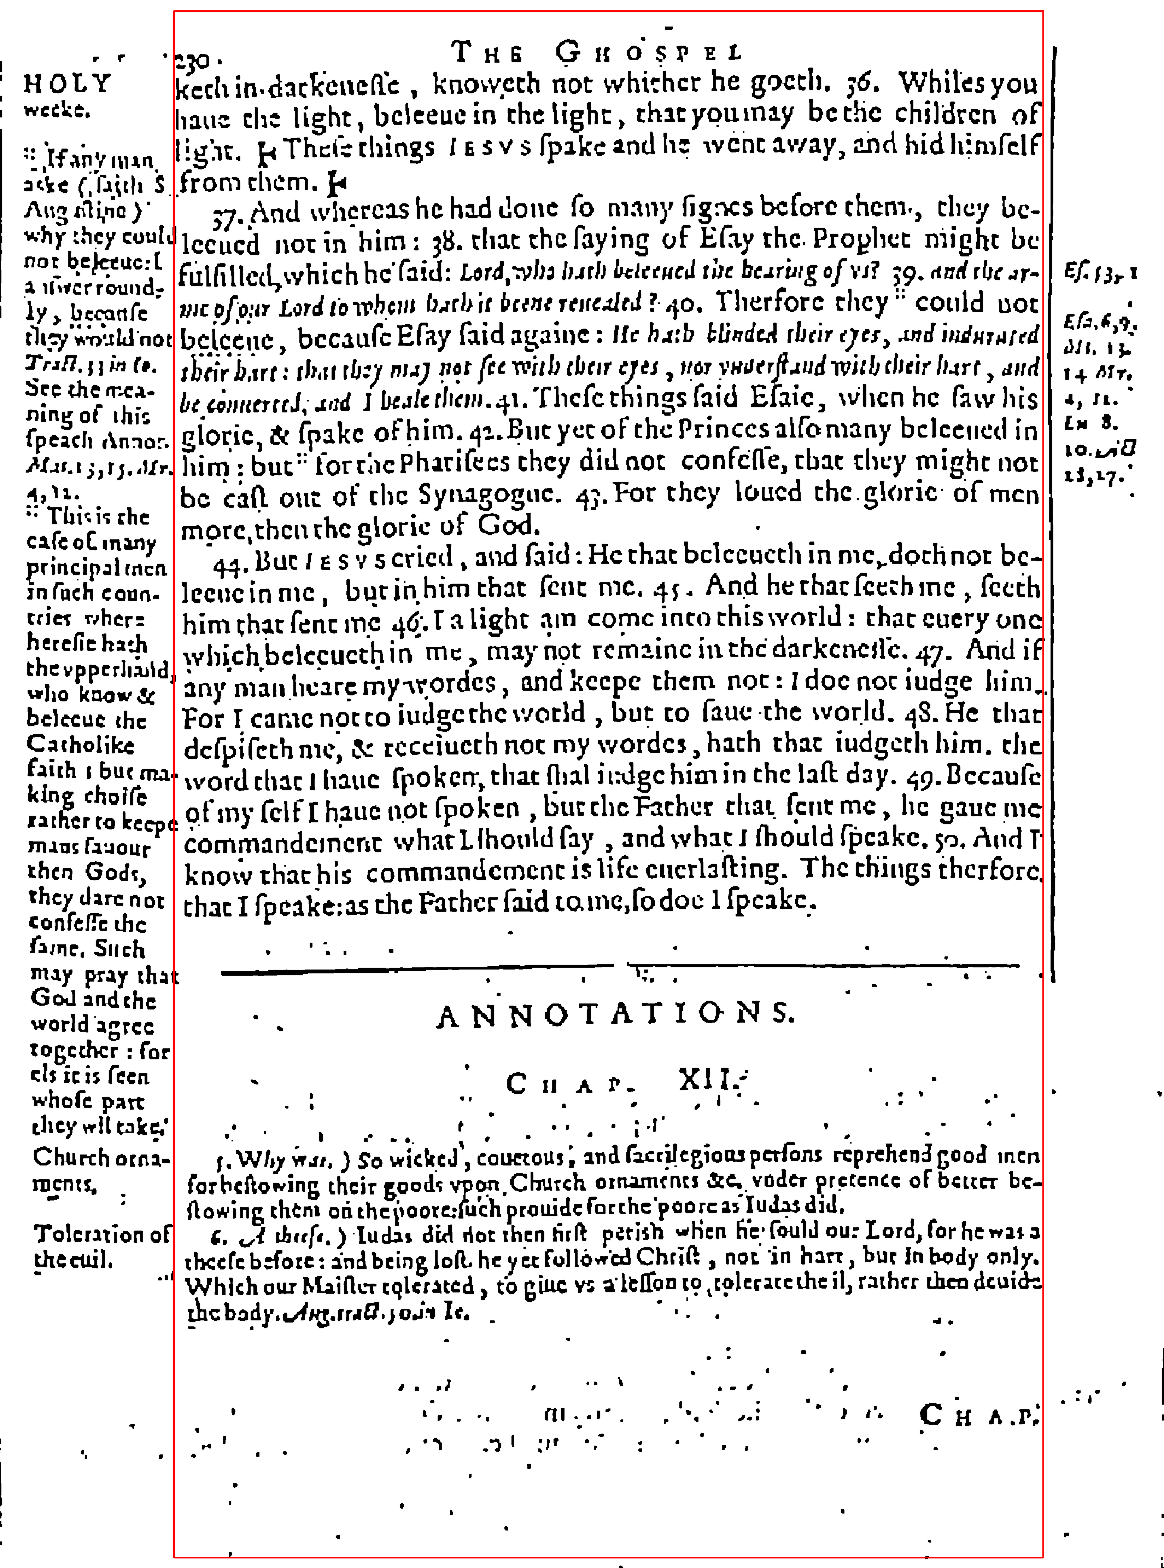 THE GHOSPEL
230.
HOLY
weeke.
keth in darkenesse, knoweth not whither he goeth. 36. Whiles you
haue the light, beleeue in the light, that you may be the children of
light. Ⱶ These things IESVS spake and he went away, and hid himself
from them. Ⱶ
37. And whereas he had done so many signes before them, they be-
leeued not in him: 38. that the saying of Esay the Prophet might be
fulfilled, which he said: Lord, who hath beleeued the hearing of vs? 39. and the ar-
me of our Lord to whom hath it beene reuealed? 40. Therfore they " could not
beleeue, because Esay said againe: He hath blinded their eyes, and indurated
their hart: that they may not see with their eyes, nor vnderstand with their hart, and
be conuerted, and I heale them. 41. These things said Esaie, when he saw his
glorie, & spake of him. 42. But yet of the Princes also many beleeued in
him: but " for the Pharisees they did not confesse, that they might not
be cast out of the Synagogue. 43. For they loued the glorie of men
more, then the glorie of God.
44. But IESVS cried, and said: He that beleeueth in me, doth not be-
leeue in me, but in him that sent me. 45. And he that seeth me, seeth
him that sent me 46. I a light am come into this world: that euery one
which beleeueth in me, may not remaine in the darkenesse. 47. And if
any man heare my wordes, and keepe them not: I doe not iudge him.
For I came not to iudge the world, but to saue the world. 48. He that
despiseth me, & receiueth not my wordes, hath that iudgeth him. the
word that I haue spoken, that shal iudge him in the last day. 49. Because
of my self I haue not spoken, but the Father that sent me, he gaue me
commandement what I should say, and what I should speake. 50. And I
know that his commandement is life euerlasting. The things therfore
that I speake: as the Father said to me, so doe I speake.
" If any man
aske (saith S.
Augustine)
why they could
not beleeue: I
answer round-
ly, because
they would not
Tract. 53 in Io.
See the mea-
ning of this
speach Annot.
Mat. 13, 15. Mr.
4, 12.
" This is the
case of many
principal men
in such coun-
tries where
heresie hath
the vpperhand,
who know &
beleeue the
Catholike
faith: but ma-
king choise
rather to keepe
mans fauour
then Gods,
they dare not
confesse the
same. Such
may pray that
God and the
world agree
together: for
els it is seen
whose part
they wil take.
Es. 53, 1
Esa. 6, 9.
Mt. 13.
14 Mr.
4, 12.
Lu 8.
10. Act
28, 27.
ANNOTATIONS.
CHAP. XII.
Church orna-
ments.
5. Why was.) So wicked, couetous, and sacrilegious persons reprehend good men
for bestowing their goods vpon Church ornaments &c. vnder pretence of better be-
stowing them on the poore: such prouide for the poore as Iudas did.
Toleration of
the euil.
6. A theefe.) Iudas did not then first perish when he sould our Lord, for he was a
theefe before: and being lost he yet followed Christ, not in hart, but in body only.
Which our Maister tolerated, to giue vs a lesson to tolerate the il, rather then deuide
the body. Aug. tract. 50. in Io.
CHAP.